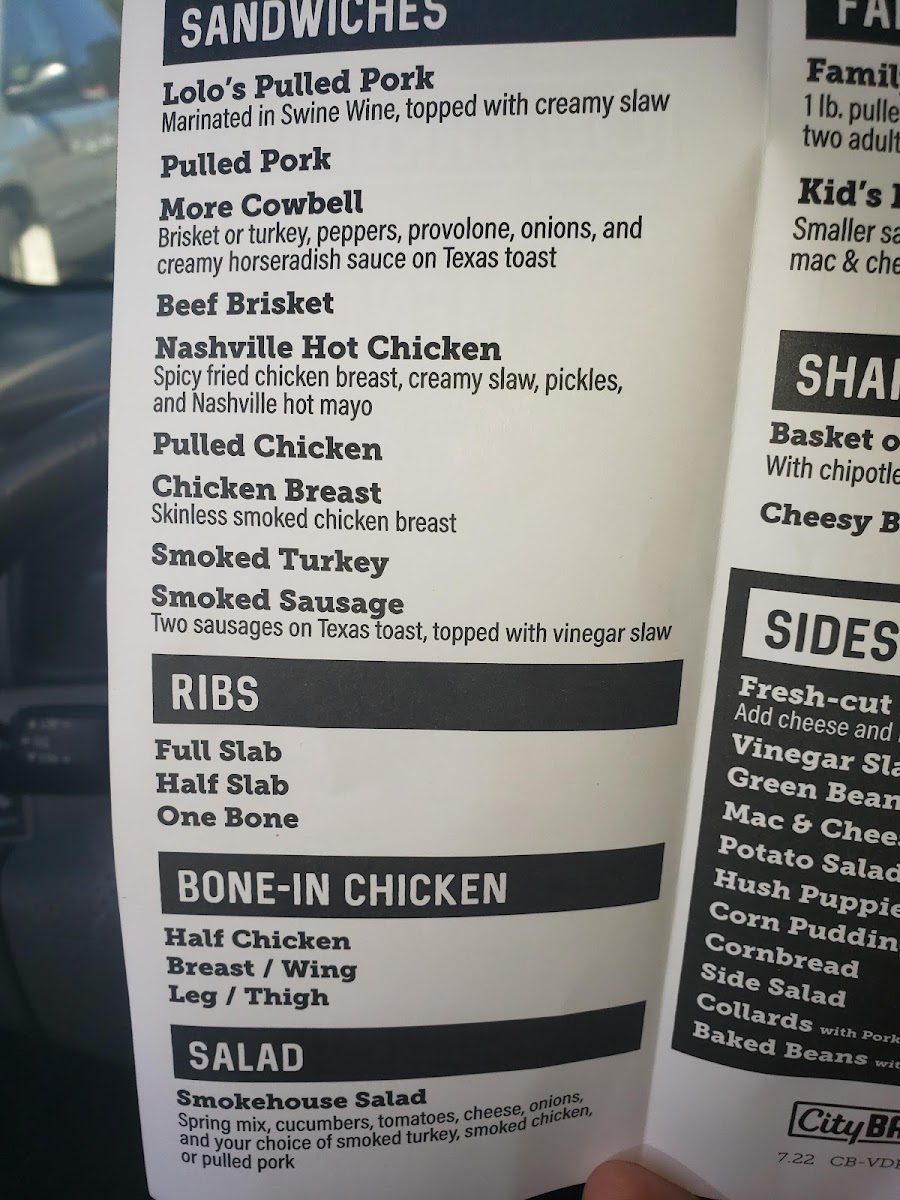 SANDWICHES
Lolo's Pulled Pork
Marinated in Swine Wine, topped with creamy slaw
Pulled Pork
More Cowbell
Brisket or turkey, peppers, provolone, onions, and
creamy horseradish sauce on Texas toast
Beef Brisket
Nashville Hot Chicken
Spicy fried chicken breast, creamy slaw, pickles,
and Nashville hot mayo
Pulled Chicken
Chicken Breast
Skinless smoked chicken breast
Smoked Turkey
Smoked Sausage
Two sausages on Texas toast, topped with vinegar slaw
RIBS
Full Slab
Half Slab
One Bone
BONE-IN CHICKEN
Half Chicken
Breast / Wing
Leg / Thigh
SALAD
Smokehouse Salad
Spring mix, cucumbers, tomatoes, cheese, onions,
and your choice of smoked turkey, smoked chicken,
or pulled pork
1 lb.
two
Kid's
Smaller
mac &
Basket
With
Cheesy
SIDES
Fresh-cut
Add cheese and
Vinegar
Green
Mac &
Potato Salad
Hush
Corn
Cornbread
Side Salad
Collards with Pork
Baked Beans
City
7.22